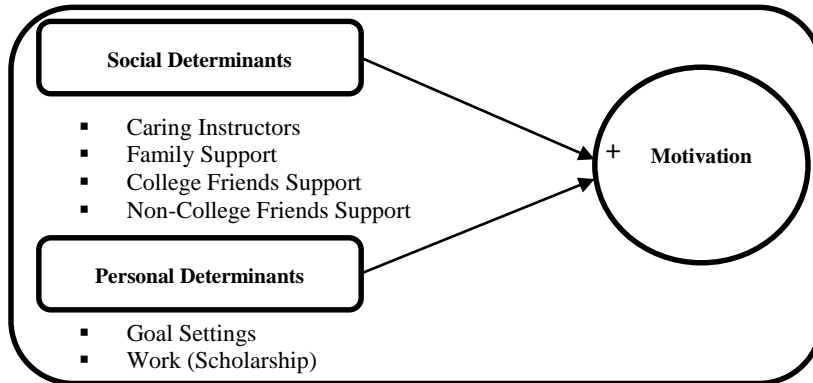 Social Determinants
▪ Caring Instructors
▪ Family Support
▪ College Friends Support
▪ Non-College Friends Support
+ Motivation
Personal Determinants
▪ Goal Settings
▪ Work (Scholarship)